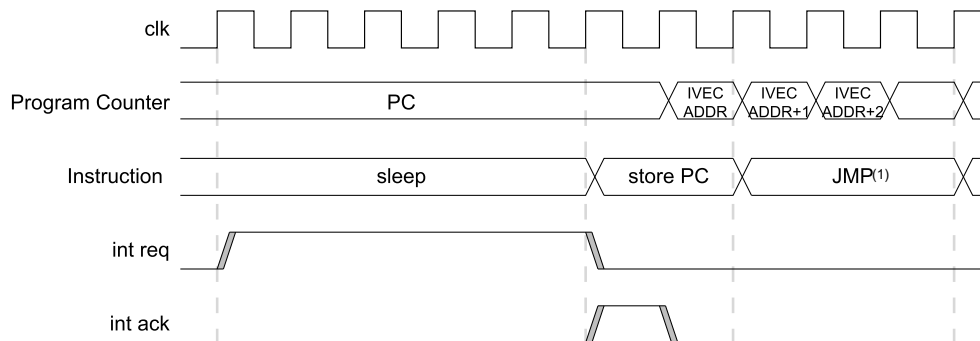 clk
Program Counter PC IVEC ADDR IVEC ADDR+1 IVEC ADDR+2
Instruction sleep store PC JMP(1)
int req
int ack